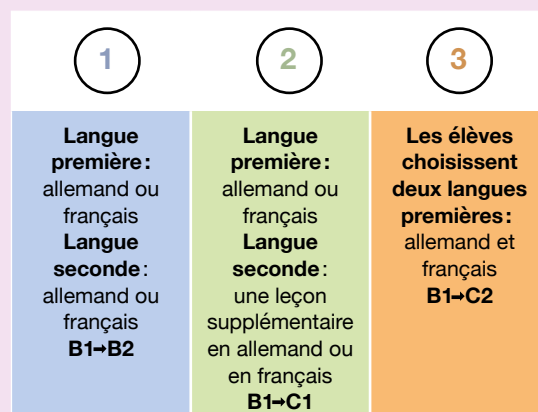 1
Langue
première :
allemand ou
français
Langue
seconde :
allemand ou
français
B1→B2
2
Langue
première :
allemand ou
français
Langue
seconde :
une leçon
supplémentaire
en allemand ou
en français
B1→C1
3
Les élèves
choisissent
deux langues
premières :
allemand et
français
B1→C2